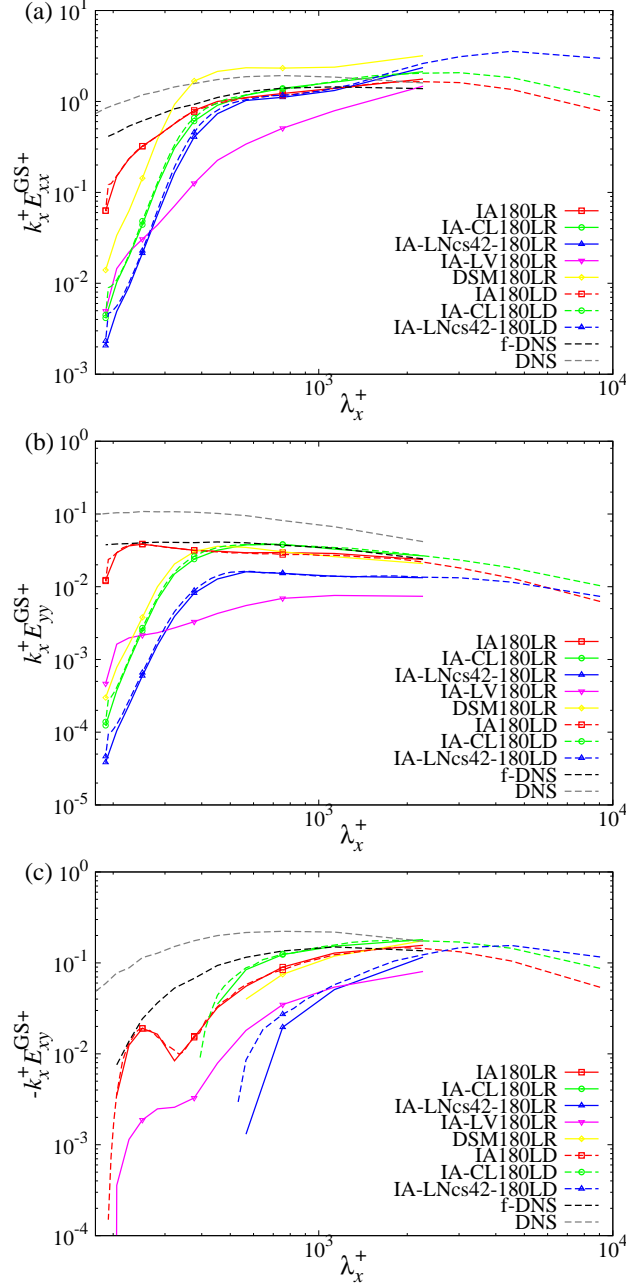 (a)
10^2
10^1
10^0
10^-1
10^-2
10^-3
k_x^+ E_xx^GS+
IA180LR
IA-CL180LR
IA-LNcs42-180LR
IA-LV180LR
DSM180LR
IA180LD
IA-CL180LD
IA-LNcs42-180LD
f-DNS
DNS
10^3
10^4
λ_x^+
(b)
10^0
10^-1
10^-2
10^-3
10^-4
10^-5
k_x^+ E_yy^GS+
IA180LR
IA-CL180LR
IA-LNcs42-180LR
IA-LV180LR
DSM180LR
IA180LD
IA-CL180LD
IA-LNcs42-180LD
f-DNS
DNS
10^3
10^4
λ_x^+
(c)
10^0
10^-1
10^-2
10^-3
10^-4
-k_x^+ E_xy^GS+
IA180LR
IA-CL180LR
IA-LNcs42-180LR
IA-LV180LR
DSM180LR
IA180LD
IA-CL180LD
IA-LNcs42-180LD
f-DNS
DNS
10^3
10^4
λ_x^+